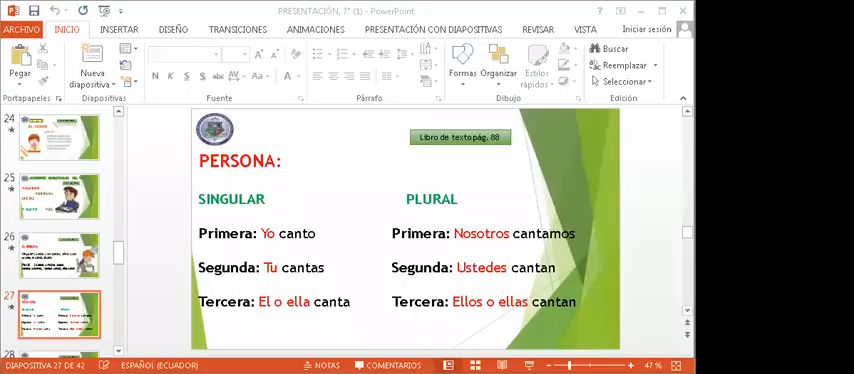 PRESENTACIÓN, 7° (1) - PowerPoint
ARCHIVO INICIO INSERTAR DISEÑO TRANSICIONES ANIMACIONES PRESENTACIÓN CON DIAPOSITIVAS REVISAR VISTA Iniciar sesión
Pegar
Nueva diapositiva
N K S S abc AV Aa A
Formas Organizar Estilos rápidos
Buscar
Reemplazar
Seleccionar
Portapapeles Diapositivas Fuente Párrafo Dibujo Edición
24
25
26
27
28
Libro de texto pág. 88
PERSONA:
SINGULAR PLURAL
Primera: Yo canto Primera: Nosotros cantamos
Segunda: Tu cantas Segunda: Ustedes cantan
Tercera: El o ella canta Tercera: Ellos o ellas cantan
DIAPOSITIVA 27 DE 42 ESPAÑOL (ECUADOR) NOTAS COMENTARIOS 47 %